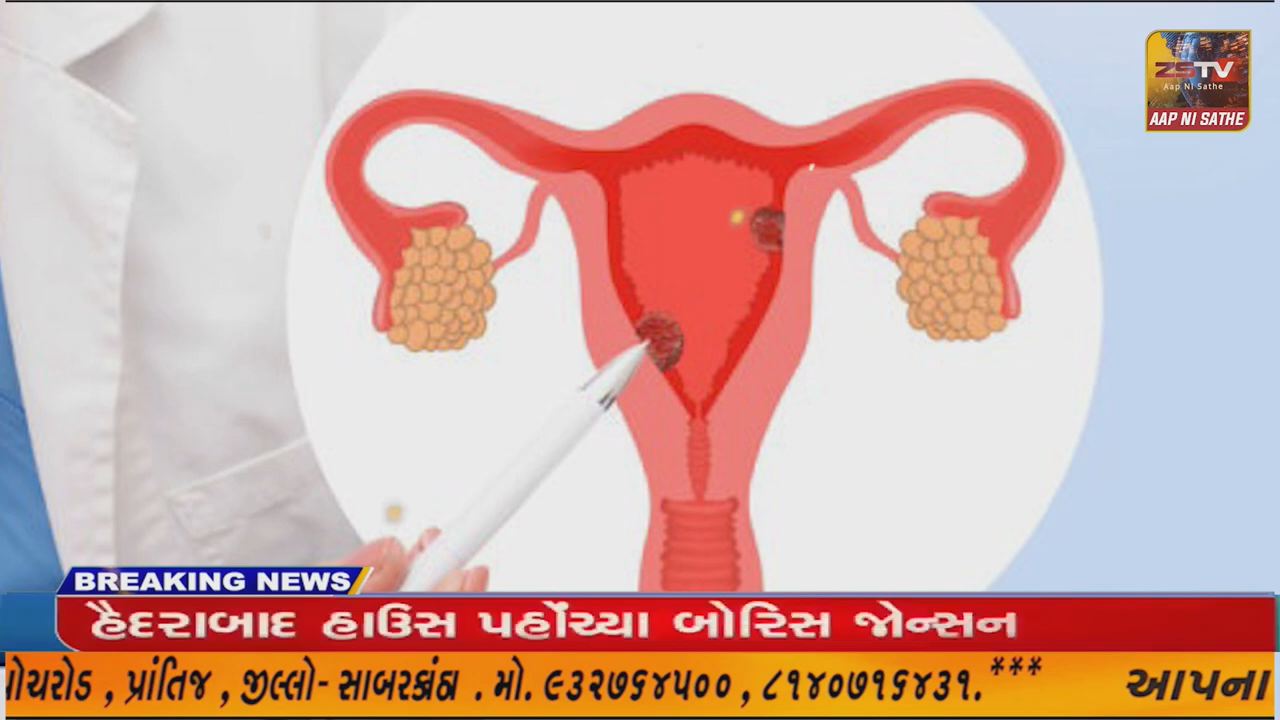 ZSTV
Aap Ni Sathe
AAP NI SATHE
BREAKING NEWS
હૈદરાબાદ હાઉસ પહોંચ્યા બોરિસ જોન્સન
પોચરોડ , પ્રાંતિજ , જીલ્લો- સાબરકાંઠા . મો. ૯૩૨૭૬૪૫૦૦ , ૮૧૪૦૭૧૬૪૩૧.*** આપના